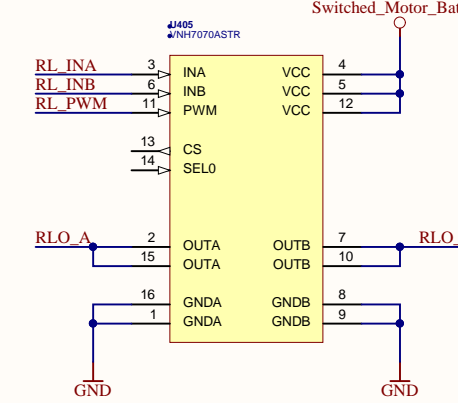 Switched_Motor_Bat
U405
VNH7070ASTR
RL_INA 3 INA VCC 4
RL_INB 6 INB VCC 5
RL_PWM 11 PWM VCC 12
13 CS
14 SEL0
RLO_A 2 OUTA OUTB 7 RLO_
15 OUTA OUTB 10
16 GNDA GNDB 8
1 GNDA GNDB 9
GND GND